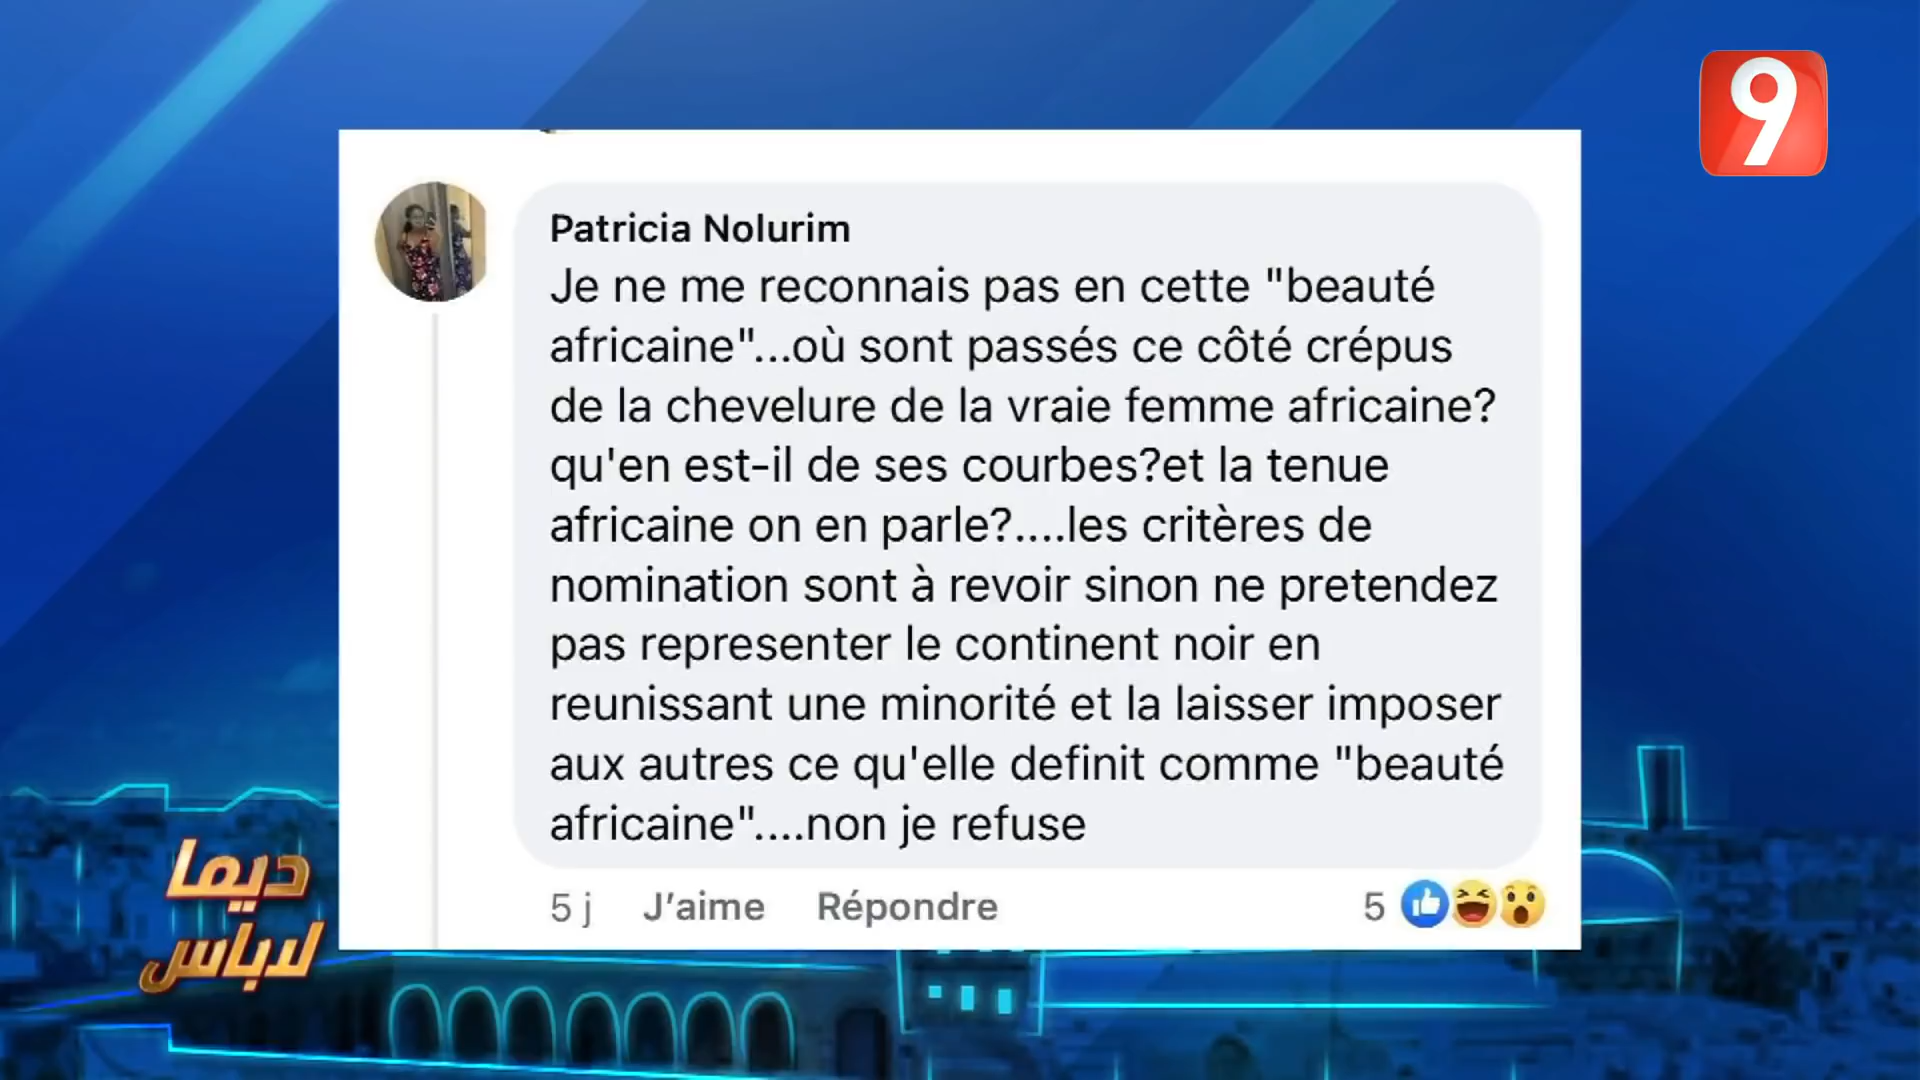 9
Patricia Nolurim
Je ne me reconnais pas en cette "beauté
africaine"...où sont passés ce côté crépus
de la chevelure de la vraie femme africaine?
qu'en est-il de ses courbes?et la tenue
africaine on en parle?....les critères de
nomination sont à revoir sinon ne pretendez
pas representer le continent noir en
reunissant une minorité et la laisser imposer
aux autres ce qu'elle definit comme "beauté
africaine"....non je refuse
5 j J'aime Répondre 5
ديما
لاباس